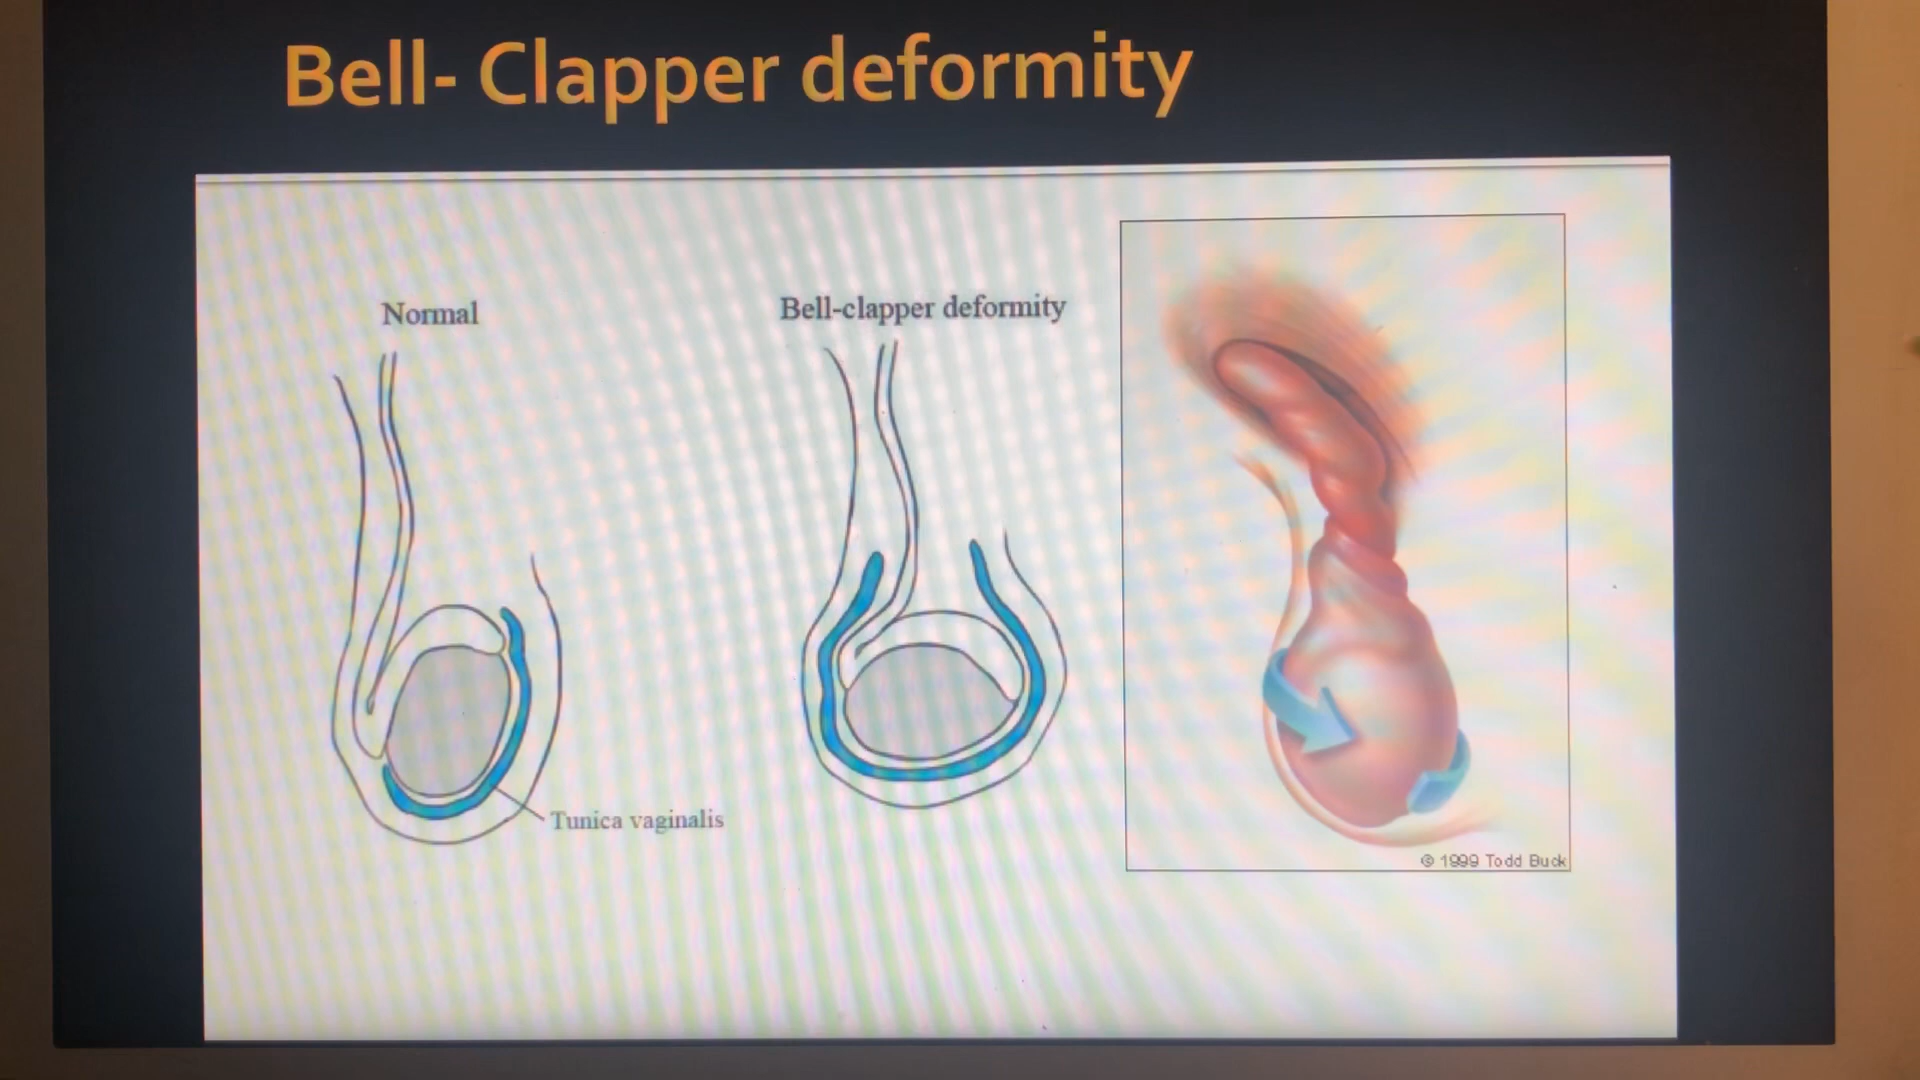 Bell- Clapper deformity
Normal
Bell-clapper deformity
Tunica vaginalis
© 1999 Todd Buck